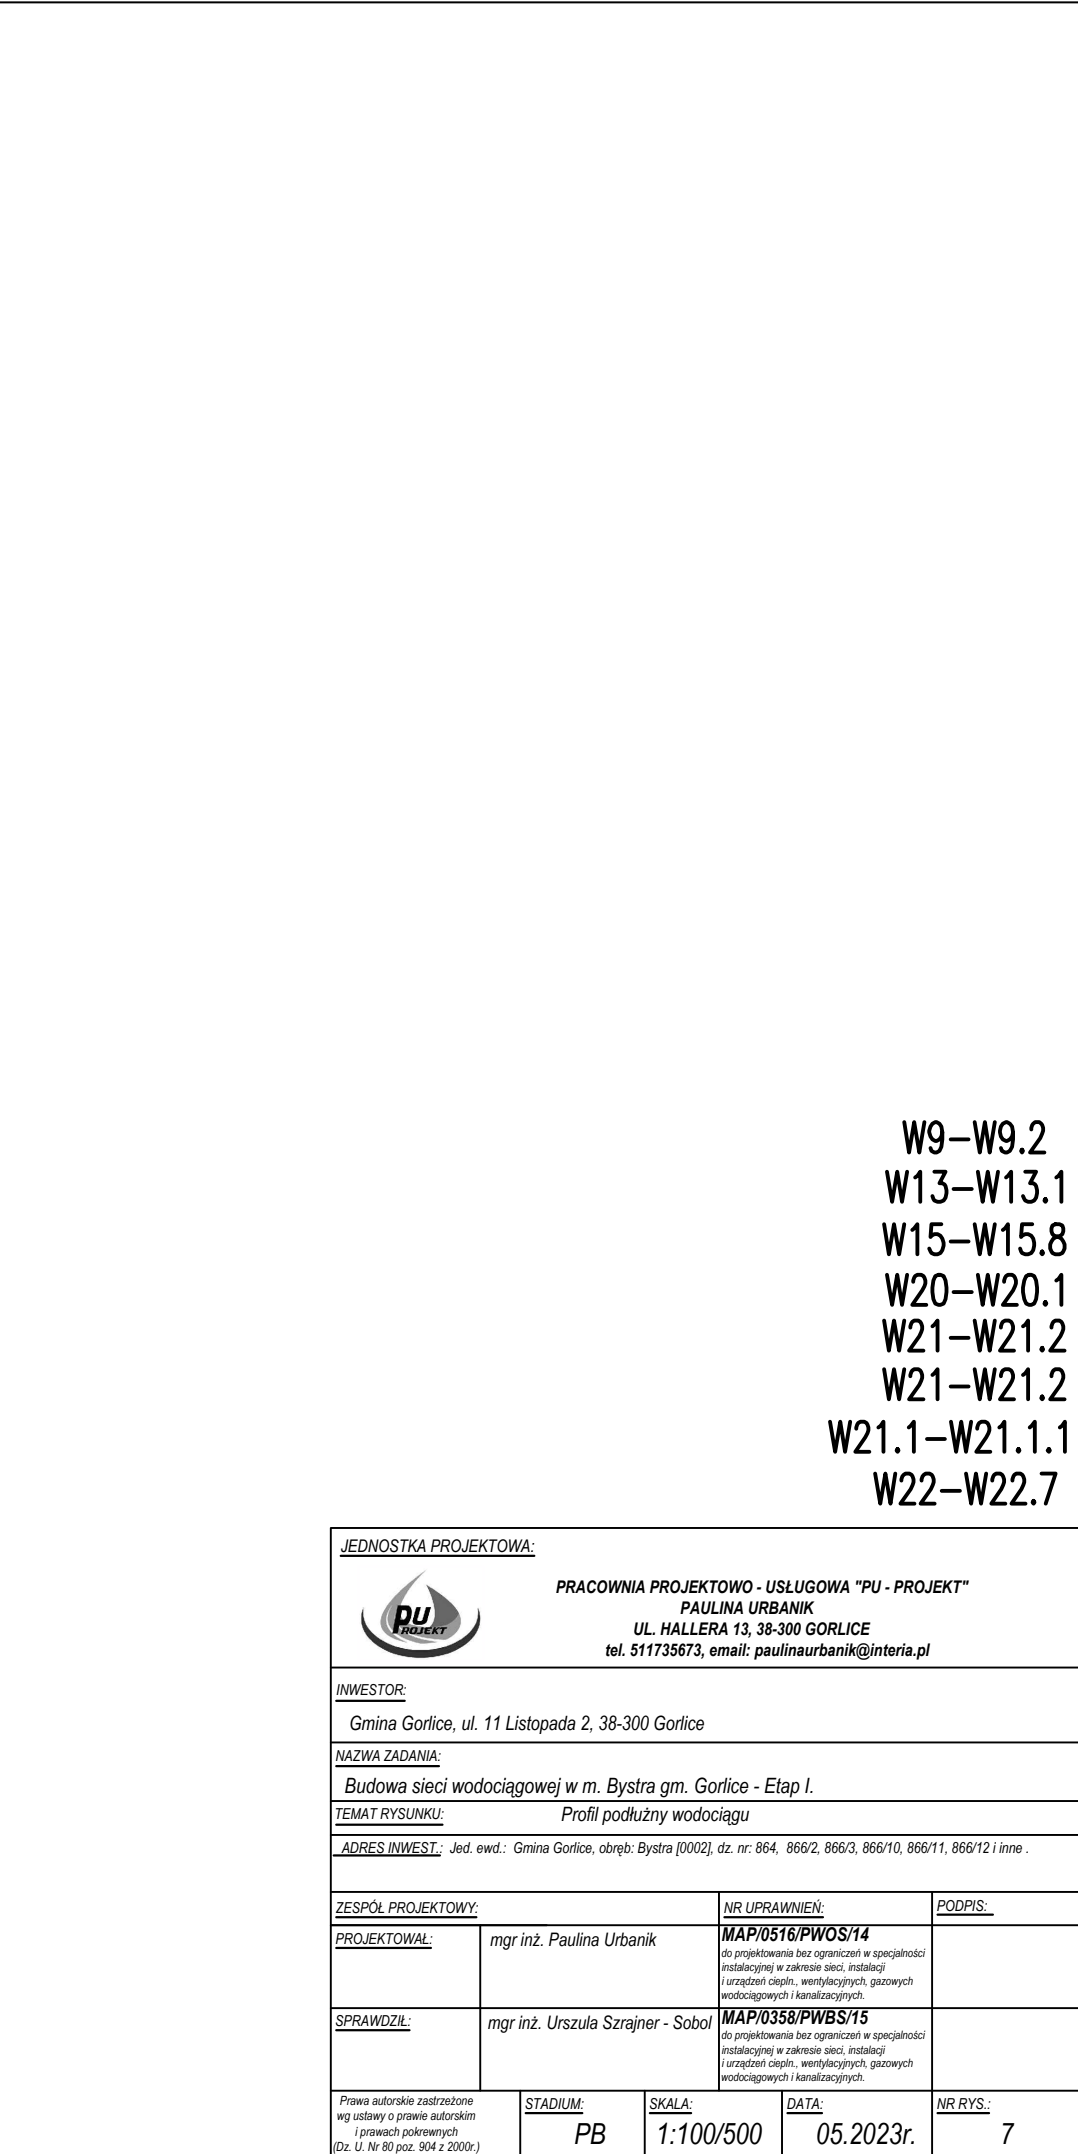 W9-W9.2
W13-W13.1
W15-W15.8
W20-W20.1
W21-W21.2
W21-W21.2
W21.1-W21.1.1
W22-W22.7
JEDNOSTKA PROJEKTOWA:
PU
PROJEKT
PRACOWNIA PROJEKTOWO - USŁUGOWA "PU - PROJEKT"
PAULINA URBANIK
UL. HALLERA 13, 38-300 GORLICE
tel. 511735673, email: paulinaurbanik@interia.pl
INWESTOR:
Gmina Gorlice, ul. 11 Listopada 2, 38-300 Gorlice
NAZWA ZADANIA:
Budowa sieci wodociągowej w m. Bystra gm. Gorlice - Etap I.
TEMAT RYSUNKU: Profil podłużny wodociągu
ADRES INWEST.: Jed. ewd.: Gmina Gorlice, obręb: Bystra [0002], dz. nr: 864, 866/2, 866/3, 866/10, 866/11, 866/12 i inne .
ZESPÓŁ PROJEKTOWY: NR UPRAWNIEŃ: PODPIS:
PROJEKTOWAŁ: mgr inż. Paulina Urbanik MAP/0516/PWOS/14
do projektowania bez ograniczeń w specjalności
instalacyjnej w zakresie sieci, instalacji
i urządzeń ciepln., wentylacyjnych, gazowych
wodociągowych i kanalizacyjnych.
SPRAWDZIŁ: mgr inż. Urszula Szrajner - Sobol MAP/0358/PWBS/15
do projektowania bez ograniczeń w specjalności
instalacyjnej w zakresie sieci, instalacji
i urządzeń ciepln., wentylacyjnych, gazowych
wodociągowych i kanalizacyjnych.
Prawa autorskie zastrzeżone
wg ustawy o prawie autorskim
i prawach pokrewnych
(Dz. U. Nr 80 poz. 904 z 2000r.)
STADIUM: SKALA: DATA: NR RYS.:
PB 1:100/500 05.2023r. 7